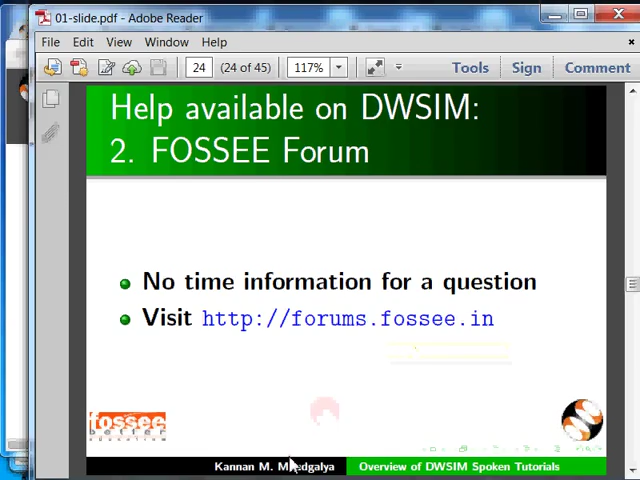 01-slide.pdf - Adobe Reader
File Edit View Window Help
24 (24 of 45) 117% Tools Sign Comment
Help available on DWSIM:
2. FOSSEE Forum
No time information for a question
Visit http://forums.fossee.in
fossee
better
education
Kannan M. Moudgalya Overview of DWSIM Spoken Tutorials